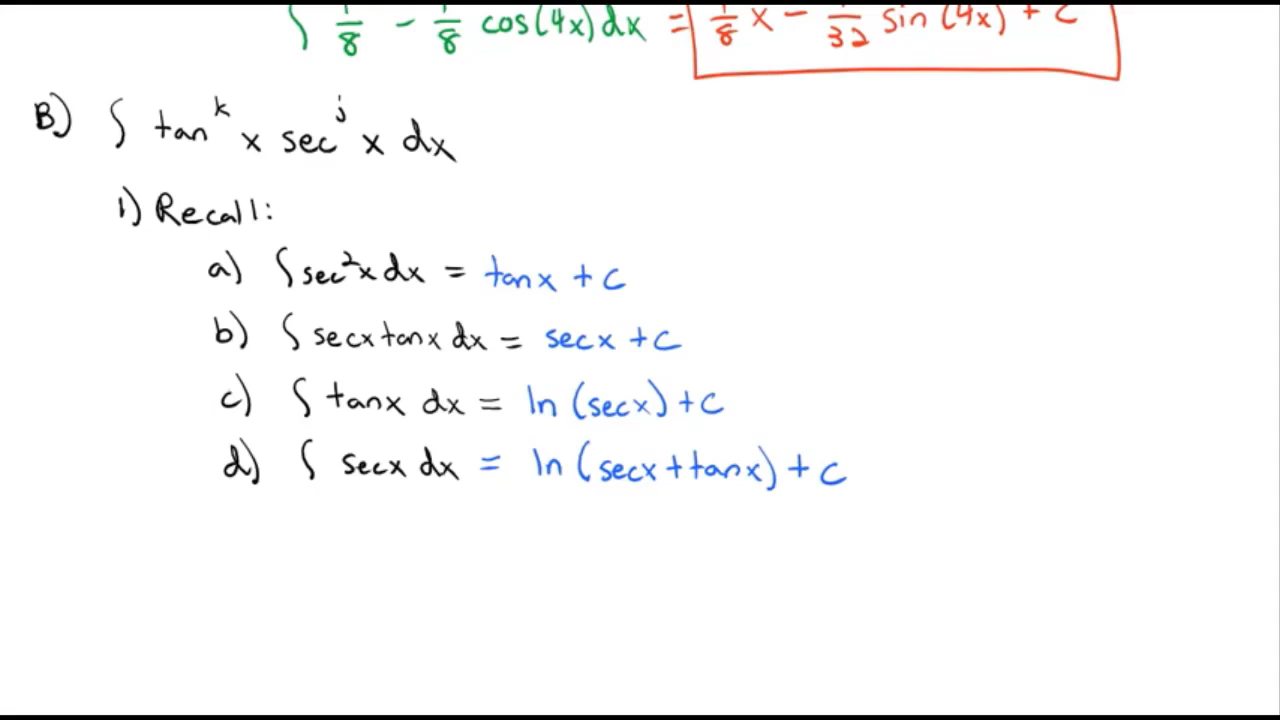 ∫ 1/8 - 1/8 cos(4x) dx = 1/8 x - 1/32 sin(4x) + c
B) ∫ tan^k x sec^j x dx
1) Recall:
a) ∫ sec²x dx = tanx + c
b) ∫ secx tanx dx = secx + c
c) ∫ tanx dx = ln (secx) + c
d) ∫ secx dx = ln (secx + tanx) + c